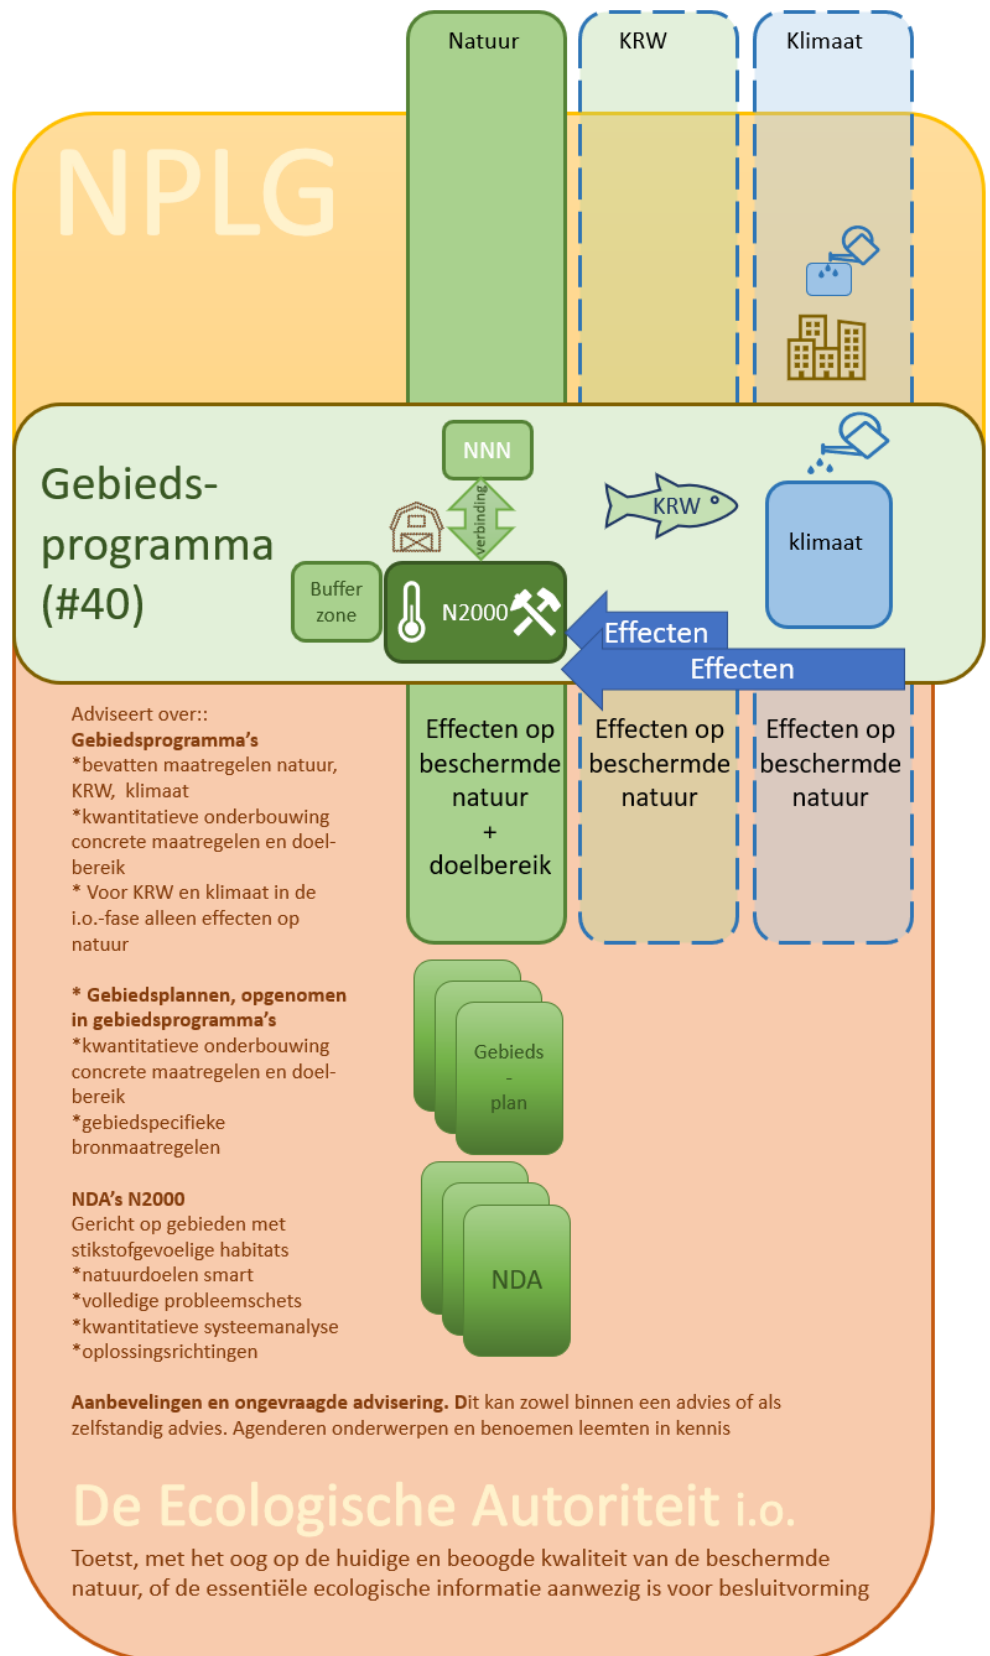 Natuur
KRW
Klimaat
NPLG
Gebieds-
programma
(#40)
NNN
verbinding
Buffer
zone
N2000
KRW
klimaat
Effecten
Effecten
Adviseert over::
Gebiedsprogramma's
*bevatten maatregelen natuur,
KRW, klimaat
*kwantitatieve onderbouwing
concrete maatregelen en doel-
bereik
* Voor KRW en klimaat in de
i.o.-fase alleen effecten op
natuur
Effecten op
beschermde
natuur
+
doelbereik
Effecten op
beschermde
natuur
Effecten op
beschermde
natuur
* Gebiedsplannen, opgenomen
in gebiedsprogramma's
*kwantitatieve onderbouwing
concrete maatregelen en doel-
bereik
*gebiedspecifieke
bronmaatregelen
Gebieds
-
plan
NDA's N2000
Gericht op gebieden met
stikstofgevoelige habitats
*natuurdoelen smart
*volledige probleemschets
*kwantitatieve systeemanalyse
*oplossingsrichtingen
NDA
Aanbevelingen en ongevraagde advisering. Dit kan zowel binnen een advies of als
zelfstandig advies. Agenderen onderwerpen en benoemen leemten in kennis
De Ecologische Autoriteit i.o.
Toetst, met het oog op de huidige en beoogde kwaliteit van de beschermde
natuur, of de essentiële ecologische informatie aanwezig is voor besluitvorming